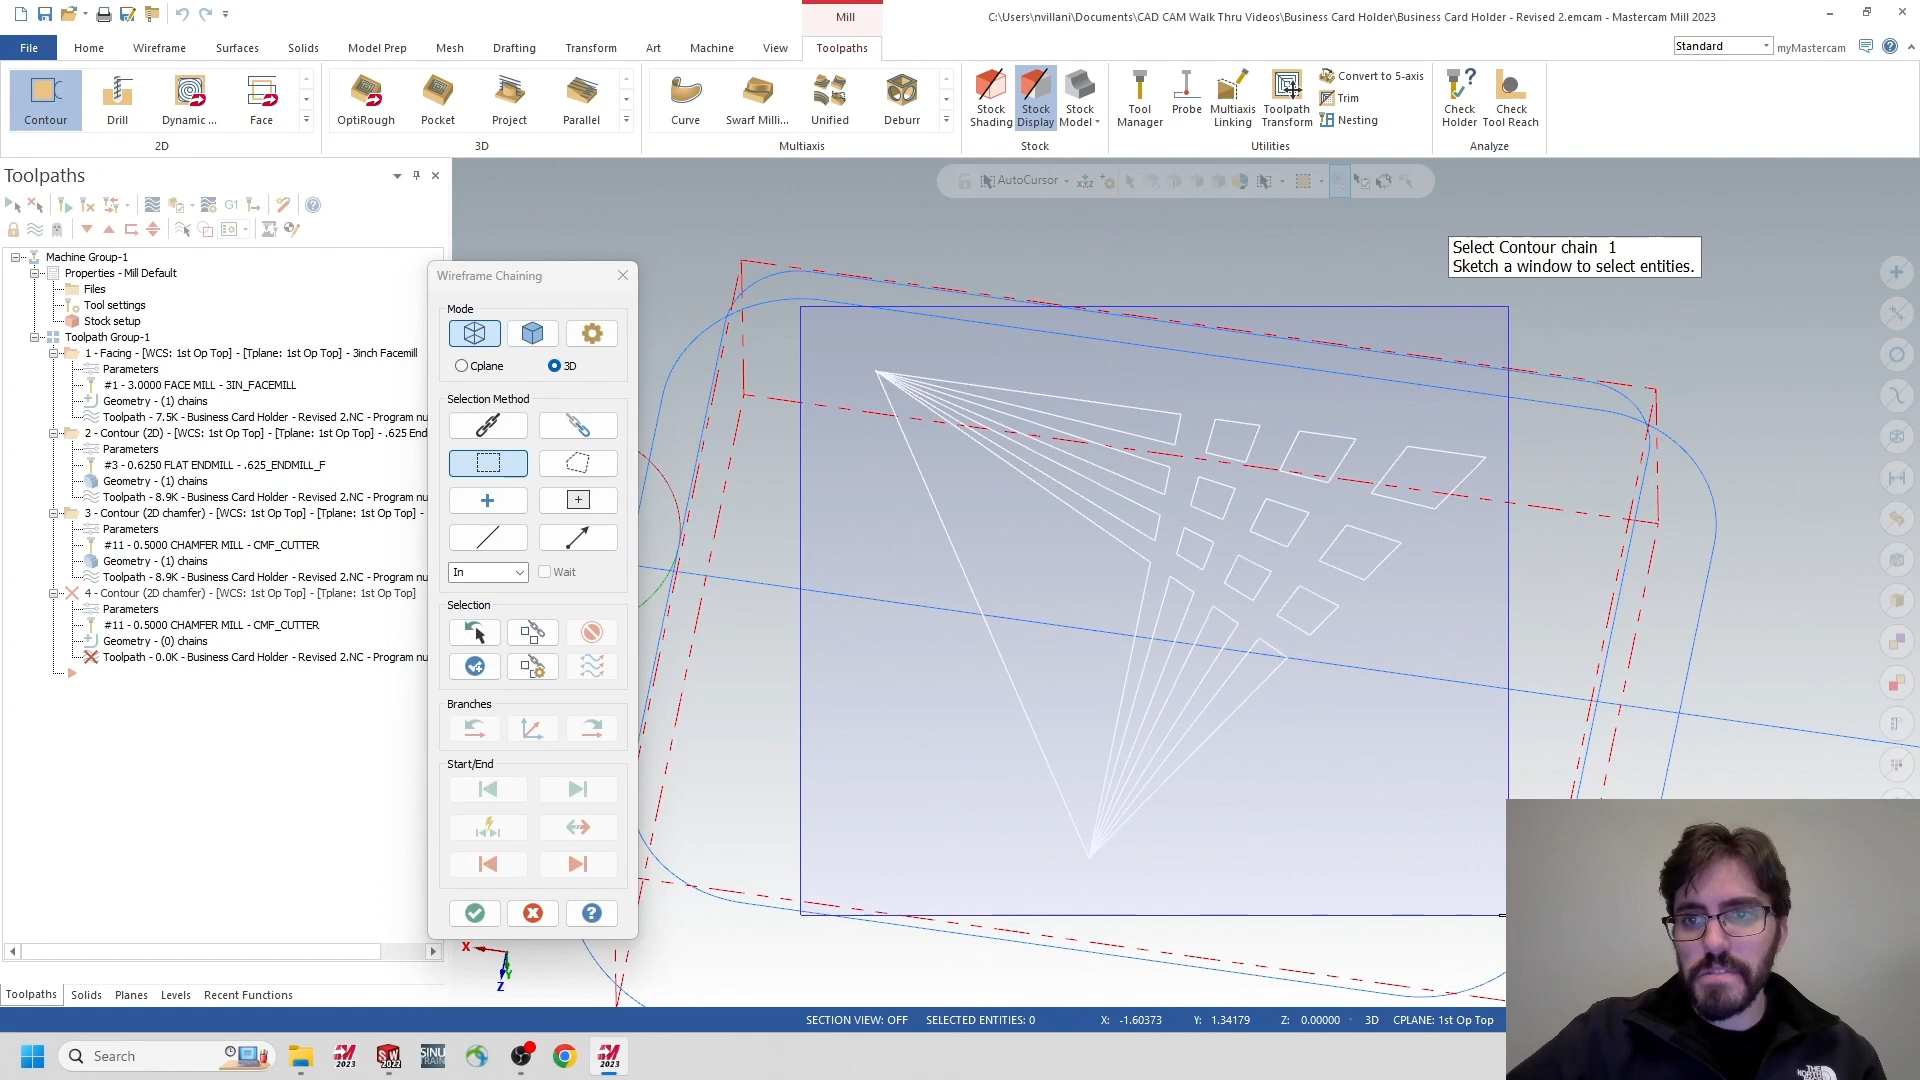 Mill
C:\Users\nvillani\Documents\CAD CAM Walk Thru Videos\Business Card Holder\Business Card Holder - Revised 2.emcam - Mastercam Mill 2023
File Home Wireframe Surfaces Solids Model Prep Mesh Drafting Transform Art Machine View Toolpaths
Standard myMastercam
Contour Drill Dynamic ... Face
2D
OptiRough Pocket Project Parallel
3D
Curve Swarf Milli... Unified Deburr
Multiaxis
Stock Shading
Stock Display
Stock Model
Stock
Tool Manager
Probe
Multiaxis Linking
Toolpath Transform
Convert to 5-axis
Trim
Nesting
Utilities
Check Holder
Check Tool Reach
Analyze
Toolpaths
G1
AutoCursor
XYZ
Machine Group-1
Properties - Mill Default
Files
Tool settings
Stock setup
Toolpath Group-1
1 - Facing - [WCS: 1st Op Top] - [Tplane: 1st Op Top] - 3inch Facemill
Parameters
#1 - 3.0000 FACE MILL - 3IN_FACEMILL
Geometry - (1) chains
Toolpath - 7.5K - Business Card Holder - Revised 2.NC - Program nu
2 - Contour (2D) - [WCS: 1st Op Top] - [Tplane: 1st Op Top] - .625 End
Parameters
#3 - 0.6250 FLAT ENDMILL - .625_ENDMILL_F
Geometry - (1) chains
Toolpath - 8.9K - Business Card Holder - Revised 2.NC - Program nu
3 - Contour (2D chamfer) - [WCS: 1st Op Top] - [Tplane: 1st Op Top] -
Parameters
#11 - 0.5000 CHAMFER MILL - CMF_CUTTER
Geometry - (1) chains
Toolpath - 8.9K - Business Card Holder - Revised 2.NC - Program nu
4 - Contour (2D chamfer) - [WCS: 1st Op Top] - [Tplane: 1st Op Top]
Parameters
#11 - 0.5000 CHAMFER MILL - CMF_CUTTER
Geometry - (0) chains
Toolpath - 0.0K - Business Card Holder - Revised 2.NC - Program nu
Wireframe Chaining
Mode
Cplane 3D
Selection Method
In Wait
Selection
Branches
Start/End
Select Contour chain 1
Sketch a window to select entities.
X
Y
Z
Toolpaths Solids Planes Levels Recent Functions
SECTION VIEW: OFF SELECTED ENTITIES: 0 X: -1.60373 Y: 1.34179 Z: 0.00000 3D CPLANE: 1st Op Top
Search
2023
SW
2022
SINU
TRAIN
2023
THE
NORTH